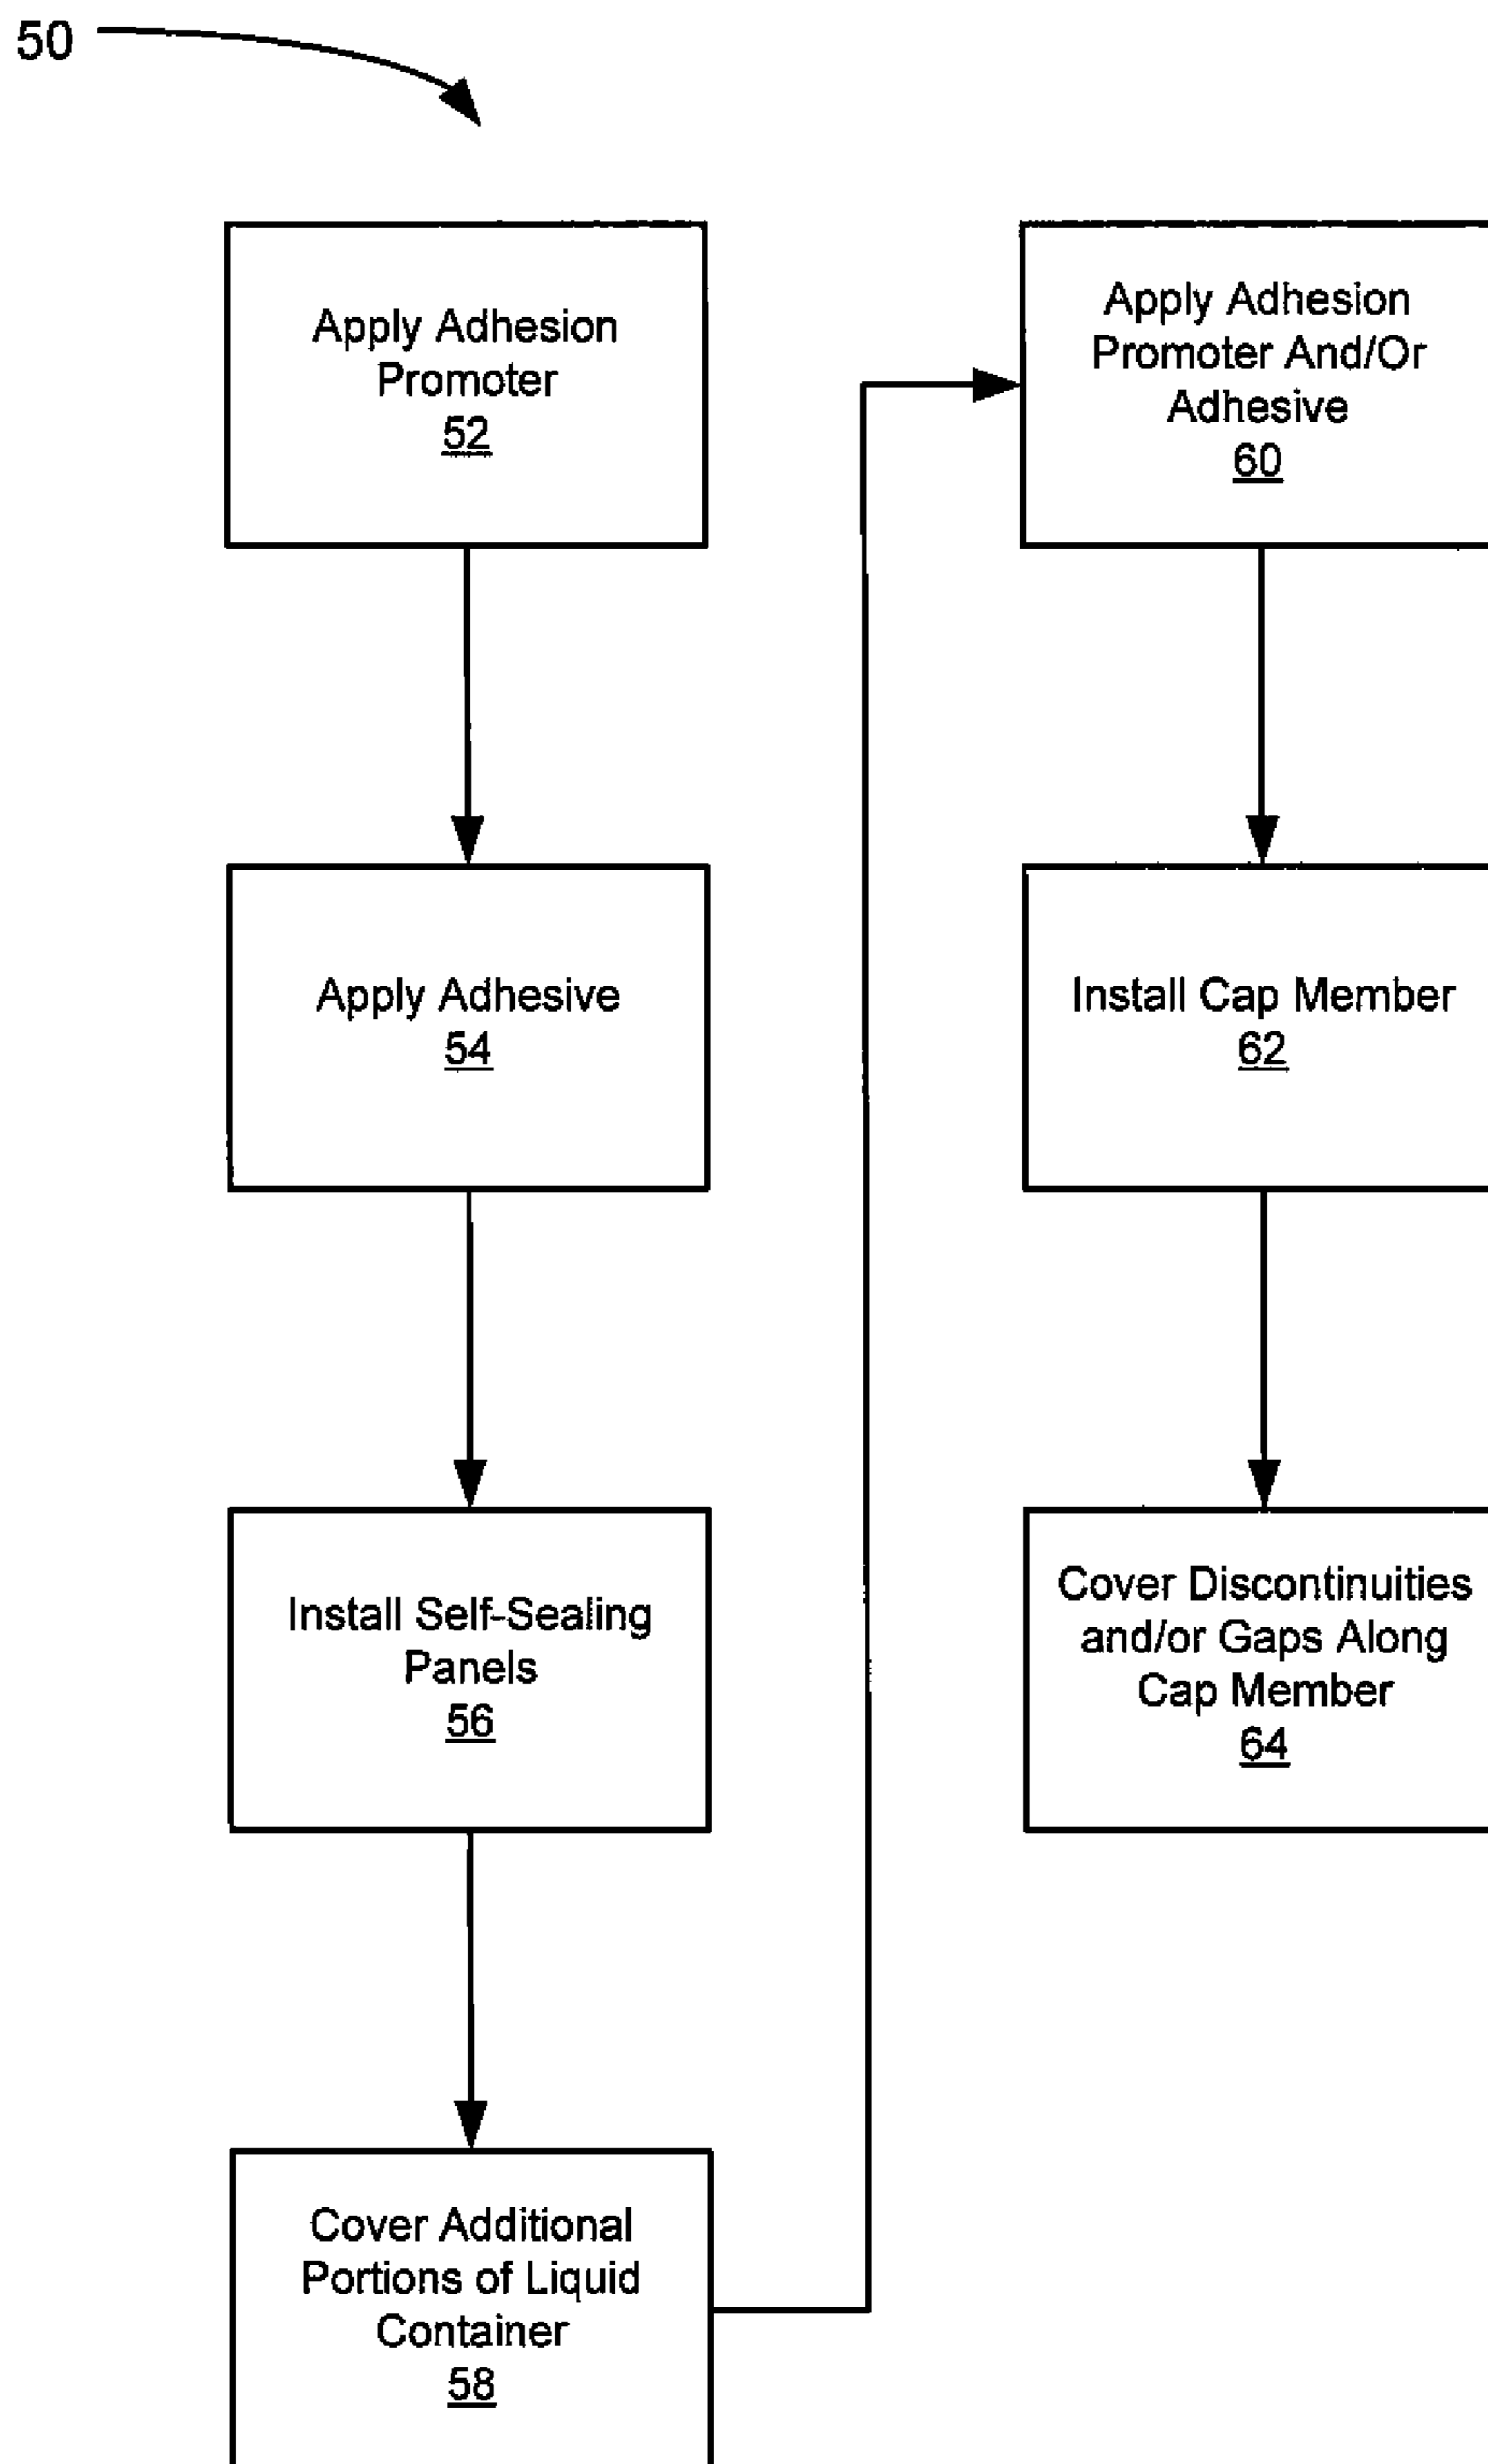 50
Apply Adhesion
Promoter
52
Apply Adhesive
54
Install Self-Sealing
Panels
56
Cover Additional
Portions of Liquid
Container
58
Apply Adhesion
Promoter And/Or
Adhesive
60
Install Cap Member
62
Cover Discontinuities
and/or Gaps Along
Cap Member
64